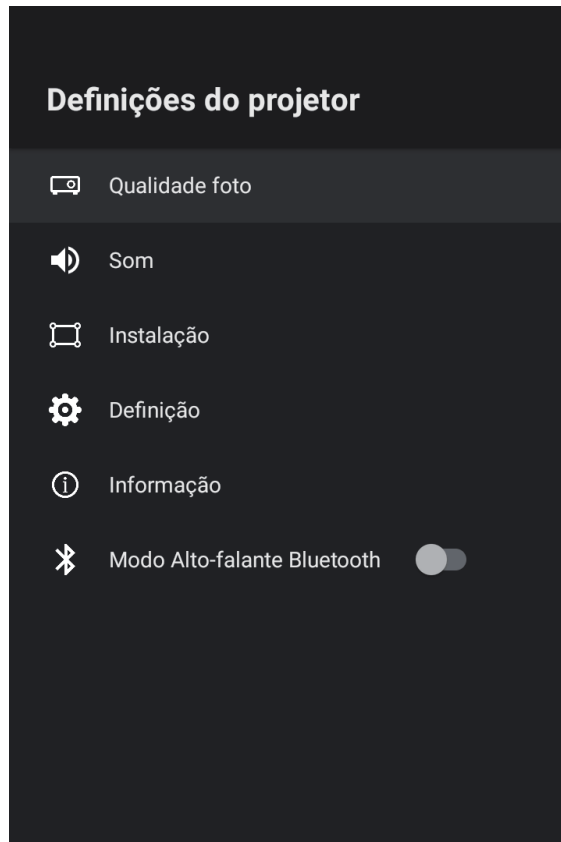 Definições do projetor
Qualidade foto
Som
Instalação
Definição
Informação
Modo Alto-falante Bluetooth